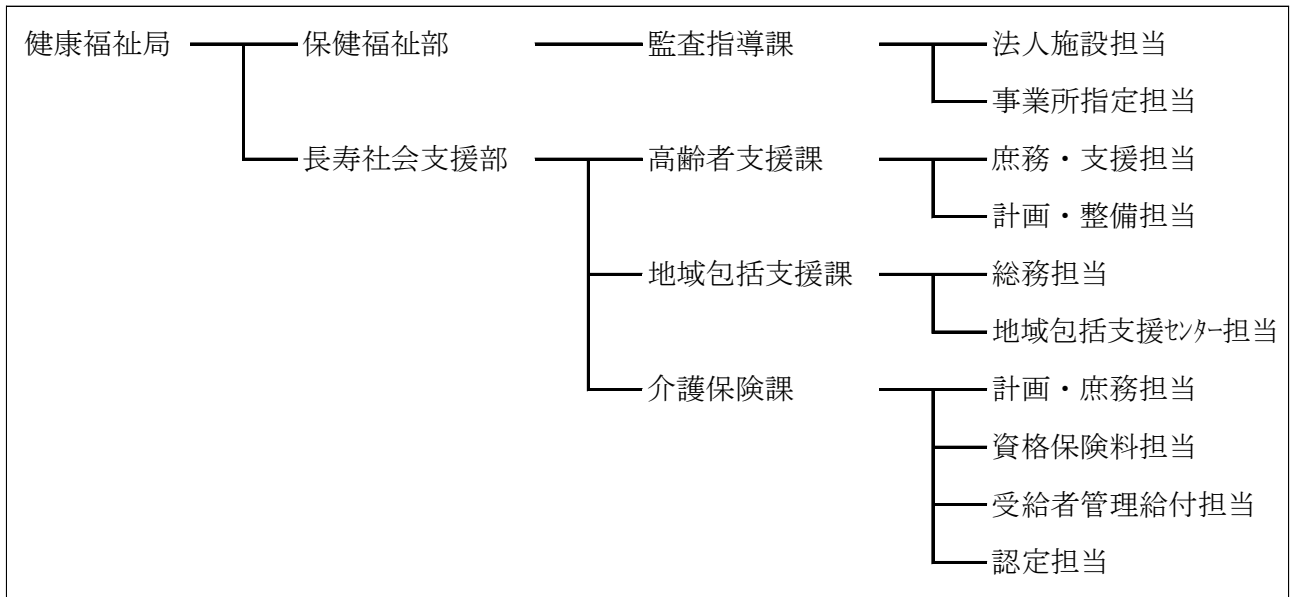 健康福祉局 保健福祉部 監査指導課 法人施設担当
事業所指定担当
長寿社会支援部 高齢者支援課 庶務・支援担当
計画・整備担当
地域包括支援課 総務担当
地域包括支援ｾﾝﾀｰ担当
介護保険課 計画・庶務担当
資格保険料担当
受給者管理給付担当
認定担当